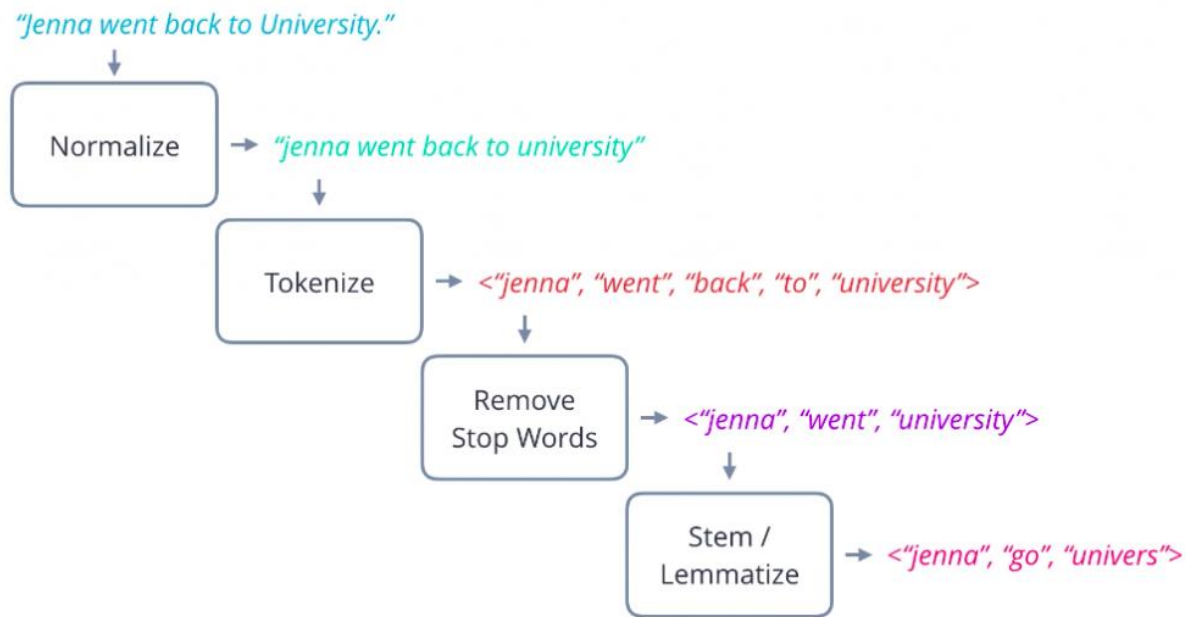 “Jenna went back to University.”
Normalize
“jenna went back to university”
Tokenize
<“jenna”, “went”, “back”, “to”, “university”>
Remove
Stop Words
<“jenna”, “went”, “university”>
Stem /
Lemmatize
<“jenna”, “go”, “univers”>